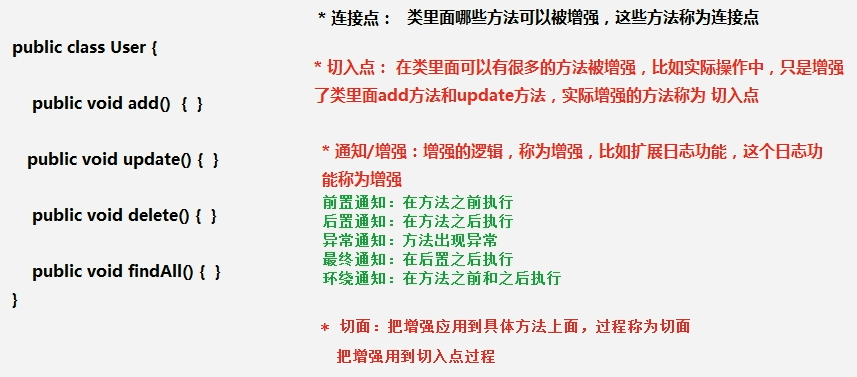 public class User {
public void add() { }
public void update() { }
public void delete() { }
public void findAll() { }
}
* 连接点： 类里面哪些方法可以被增强，这些方法称为连接点
* 切入点： 在类里面可以有很多的方法被增强，比如实际操作中，只是增强
了类里面add方法和update方法，实际增强的方法称为 切入点
* 通知/增强：增强的逻辑，称为增强，比如扩展日志功能，这个日志功
能称为增强
前置通知：在方法之前执行
后置通知：在方法之后执行
异常通知：方法出现异常
最终通知：在后置之后执行
环绕通知：在方法之前和之后执行
* 切面：把增强应用到具体方法上面，过程称为切面
把增强用到切入点过程